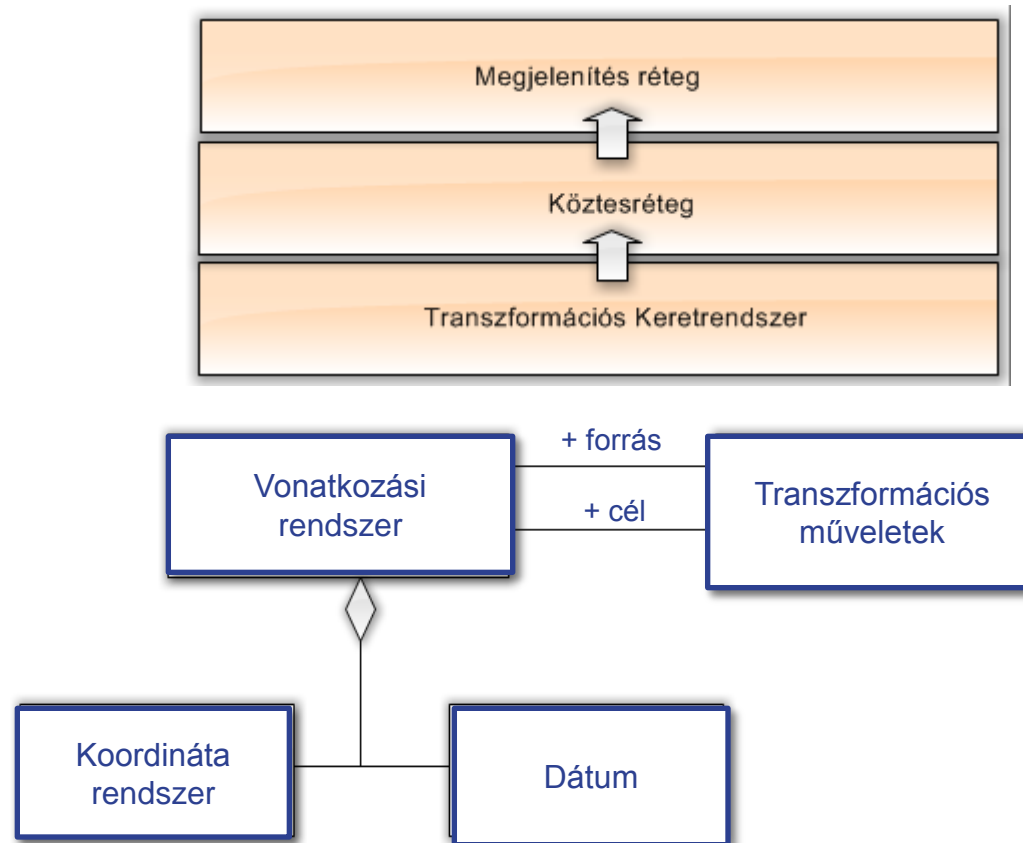 Megjelenítés réteg
Köztesréteg
Transzformációs Keretrendszer
+ forrás
Vonatkozási
rendszer
+ cél
Transzformációs
műveletek
Koordináta
rendszer
Dátum